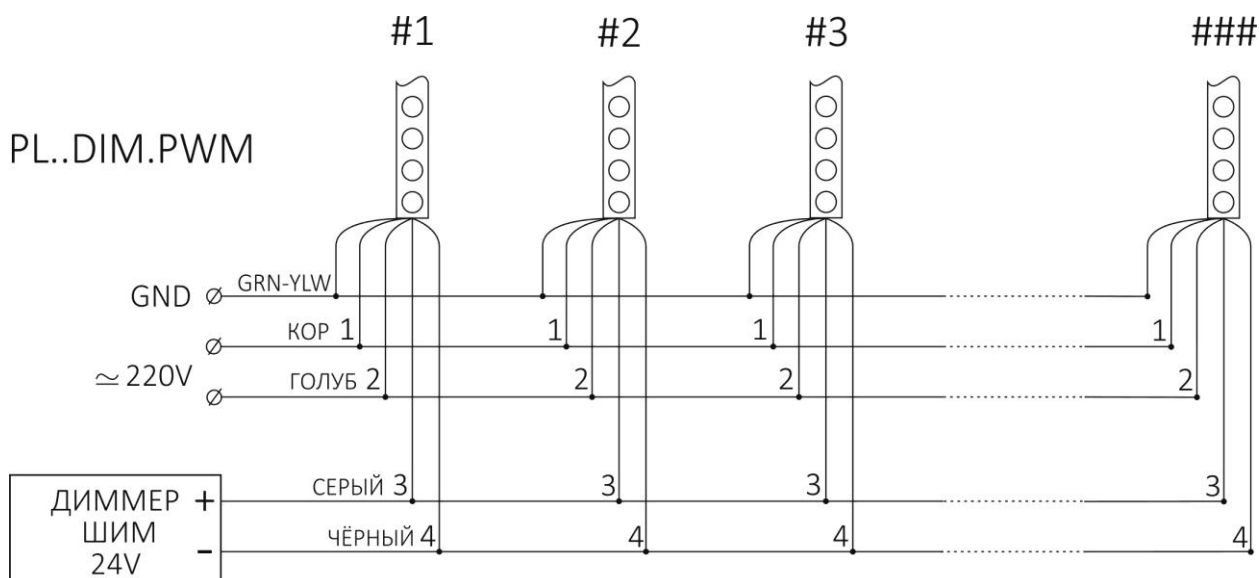 #1 #2 #3 ###
PL..DIM.PWM
GND GRN-YLW
КОР 1 1 1 1
≃ 220V
ГОЛУБ 2 2 2 2
СЕРЫЙ 3 3 3 3
ДИММЕР +
ШИМ
ЧЁРНЫЙ 4 4 4 4
24V -